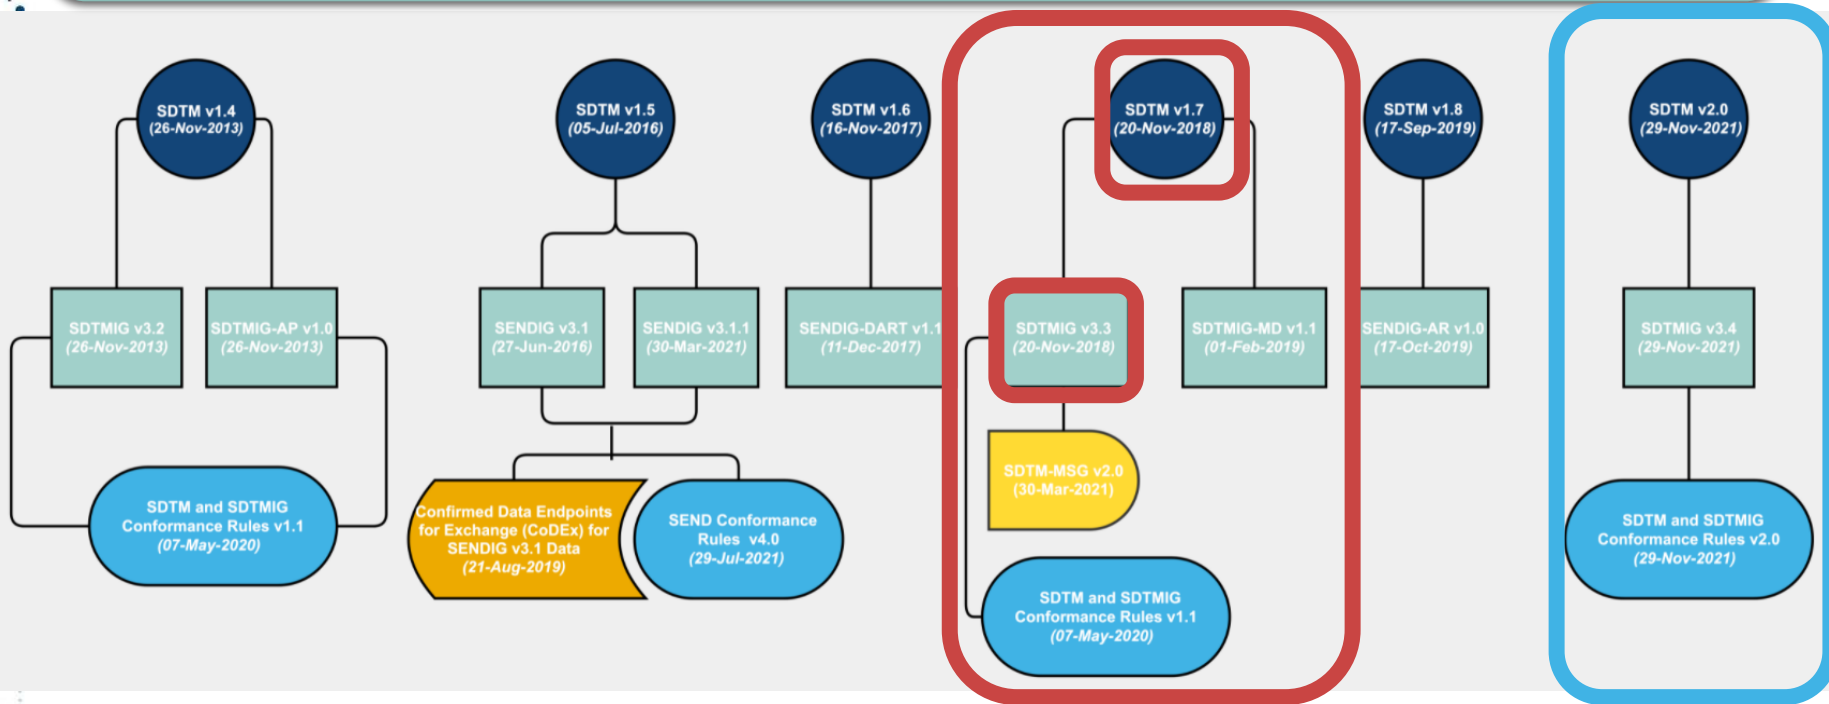 SDTM v1.4
(26-Nov-2013)
SDTM v1.5
(05-Jul-2016)
SDTM v1.6
(16-Nov-2017)
SDTM v1.7
(20-Nov-2018)
SDTM v1.8
(17-Sep-2019)
SDTM v2.0
(29-Nov-2021)
SDTMIG v3.2
(26-Nov-2013)
SDTMIG-AP v1.0
(26-Nov-2013)
SENDIG v3.1
(27-Jun-2016)
SENDIG v3.1.1
(30-Mar-2021)
SENDIG-DART v1.1
(11-Dec-2017)
SDTMIG v3.3
(20-Nov-2018)
SDTMIG-MD v1.1
(01-Feb-2019)
SENDIG-AR v1.0
(17-Oct-2019)
SDTMIG v3.4
(29-Nov-2021)
SDTM-MSG v2.0
(30-Mar-2021)
SDTM and SDTMIG
Conformance Rules v1.1
(07-May-2020)
Confirmed Data Endpoints
for Exchange (CoDEx) for
SENDIG v3.1 Data
(21-Aug-2019)
SEND Conformance
Rules v4.0
(29-Jul-2021)
SDTM and SDTMIG
Conformance Rules v1.1
(07-May-2020)
SDTM and SDTMIG
Conformance Rules v2.0
(29-Nov-2021)